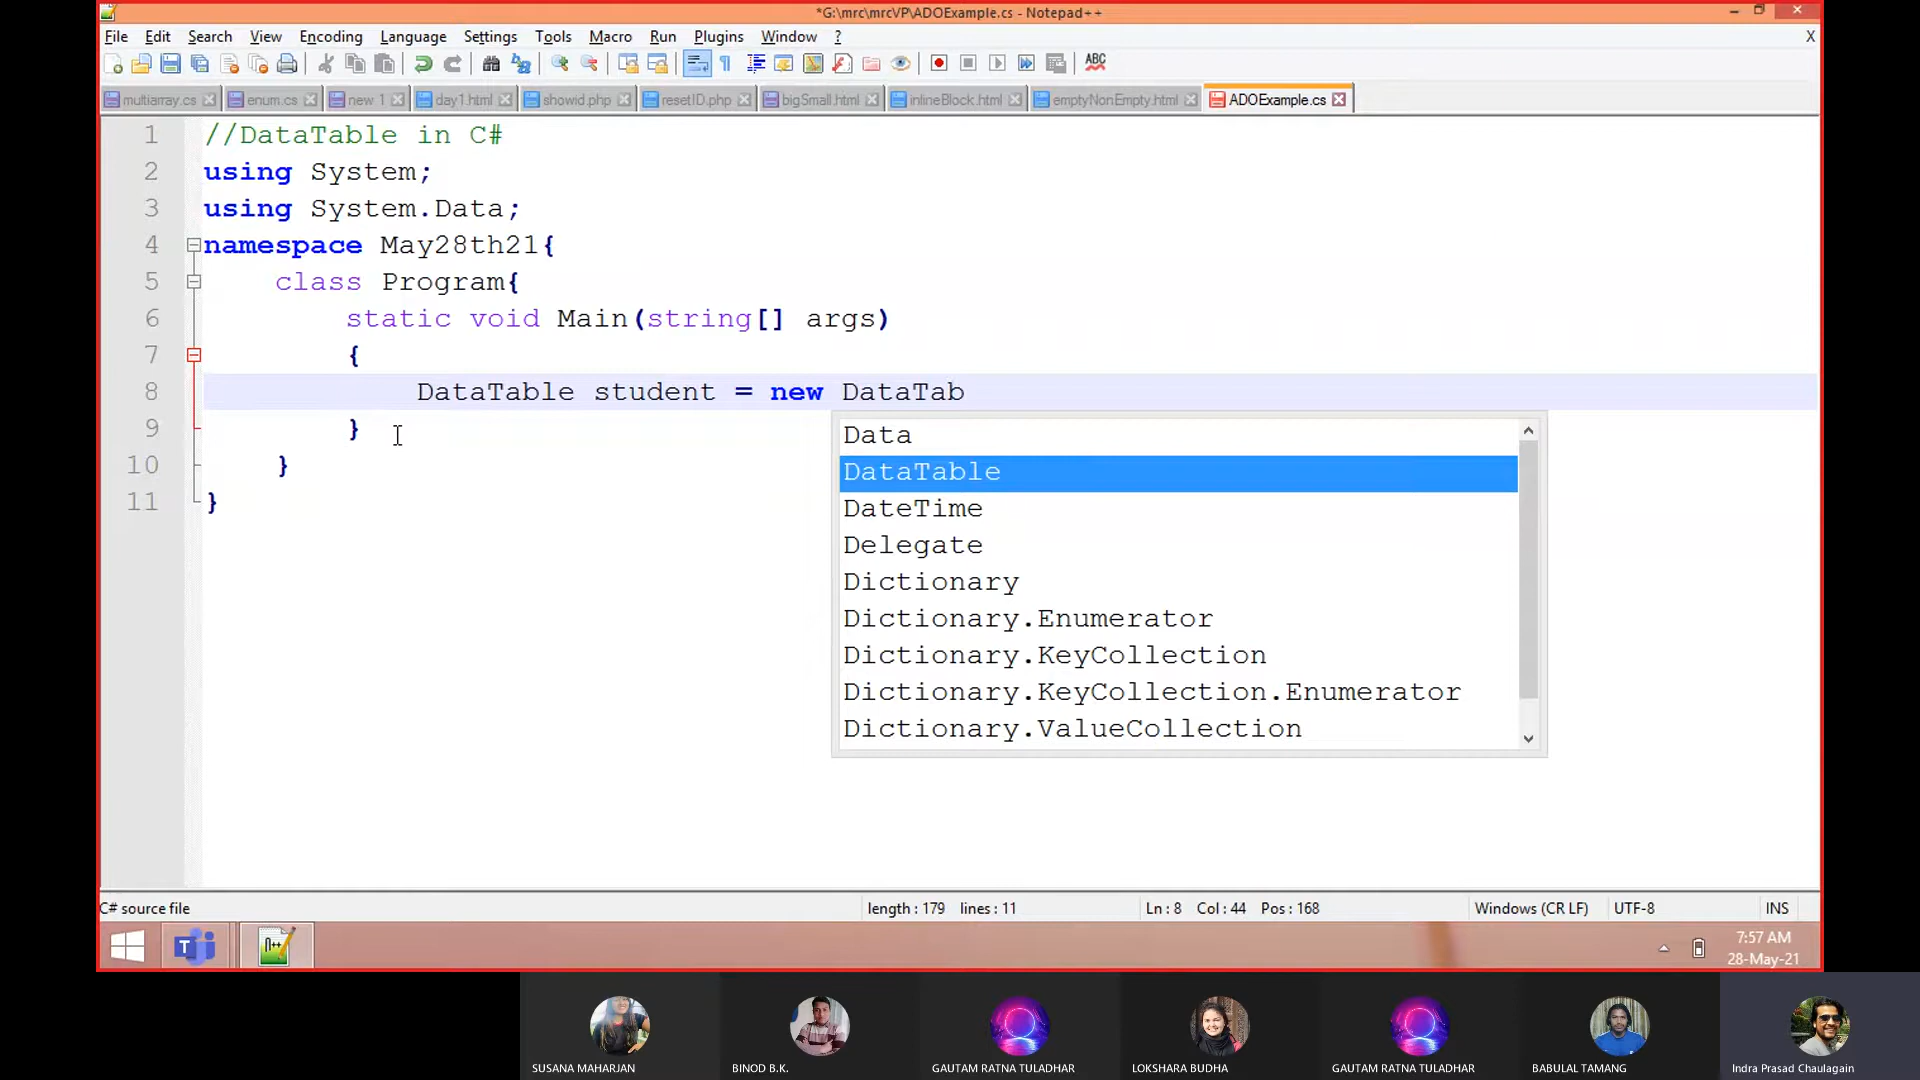 *G:\mrc\mrcVP\ADOExample.cs - Notepad++
File Edit Search View Encoding Language Settings Tools Macro Run Plugins Window ? X
ABC
multiarray.cs enum.cs new 1 day1.html showid.php resetID.php bigSmall.html inlineBlock.html emptyNonEmpty.html ADOExample.cs
1 //DataTable in C#
2 using System;
3 using System.Data;
4 namespace May28th21{
5 class Program{
6 static void Main(string[] args)
7 {
8 DataTable student = new DataTab
9 }
10 }
11 }
Data
DataTable
DateTime
Delegate
Dictionary
Dictionary.Enumerator
Dictionary.KeyCollection
Dictionary.KeyCollection.Enumerator
Dictionary.ValueCollection
C# source file length : 179 lines : 11 Ln : 8 Col : 44 Pos : 168 Windows (CR LF) UTF-8 INS
7:57 AM
28-May-21
SUSANA MAHARJAN BINOD B.K. GAUTAM RATNA TULADHAR LOKSHARA BUDHA GAUTAM RATNA TULADHAR BABULAL TAMANG Indra Prasad Chaulagain